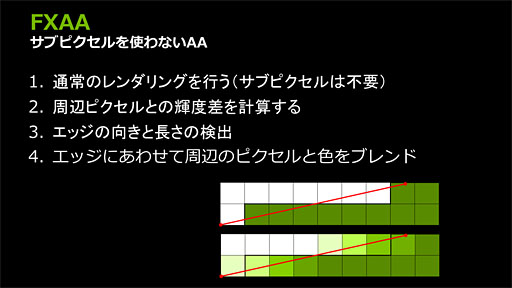 FXAA
サブピクセルを使わないAA
1. 通常のレンダリングを行う(サブピクセルは不要)
2. 周辺ピクセルとの輝度差を計算する
3. エッジの向きと長さの検出
4. エッジにあわせて周辺のピクセルと色をブレンド